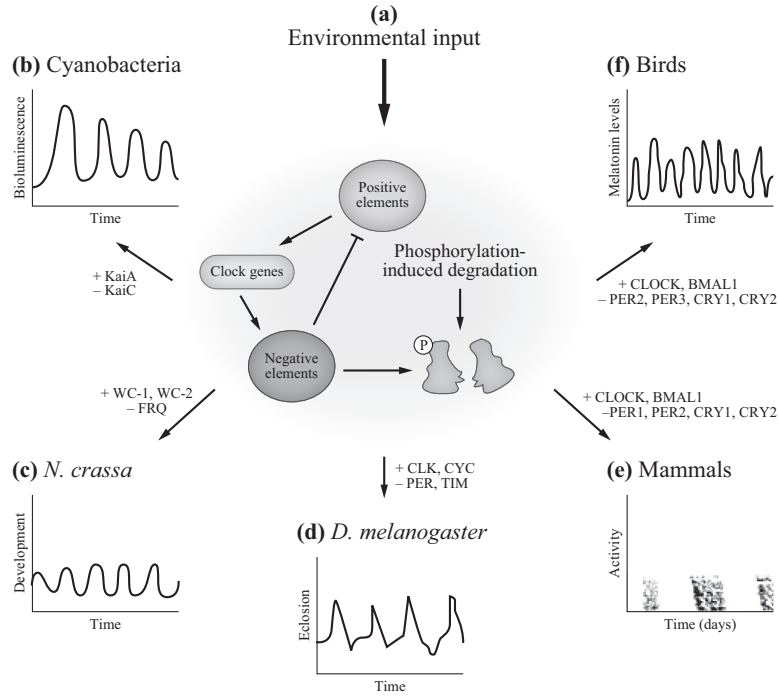 (a)
Environmental input
(b) Cyanobacteria
Bioluminescence
Time
(f) Birds
Melatonin levels
Time
Positive
elements
Clock genes
Phosphorylation-
induced degradation
P
Negative
elements
+ KaiA
– KaiC
+ CLOCK, BMAL1
– PER2, PER3, CRY1, CRY2
+ WC-1, WC-2
– FRQ
+ CLOCK, BMAL1
–PER1, PER2, CRY1, CRY2
+ CLK, CYC
– PER, TIM
(c) N. crassa
Development
Time
(d) D. melanogaster
Eclosion
Time
(e) Mammals
Activity
Time (days)